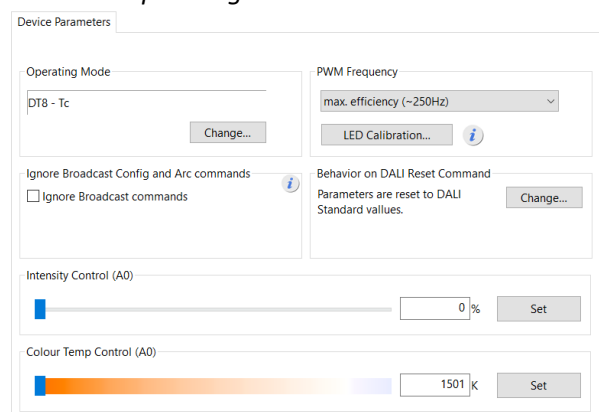 Device Parameters
Operating Mode
DT8 - Tc
Change...
PWM Frequency
max. efficiency (~250Hz)
LED Calibration...
i
Ignore Broadcast Config and Arc commands
i
Ignore Broadcast commands
Behavior on DALI Reset Command
Parameters are reset to DALI
Standard vallues.
Change...
Intensity Control (A0)
0 %
Set
Colour Temp Control (A0)
1501 K
Set